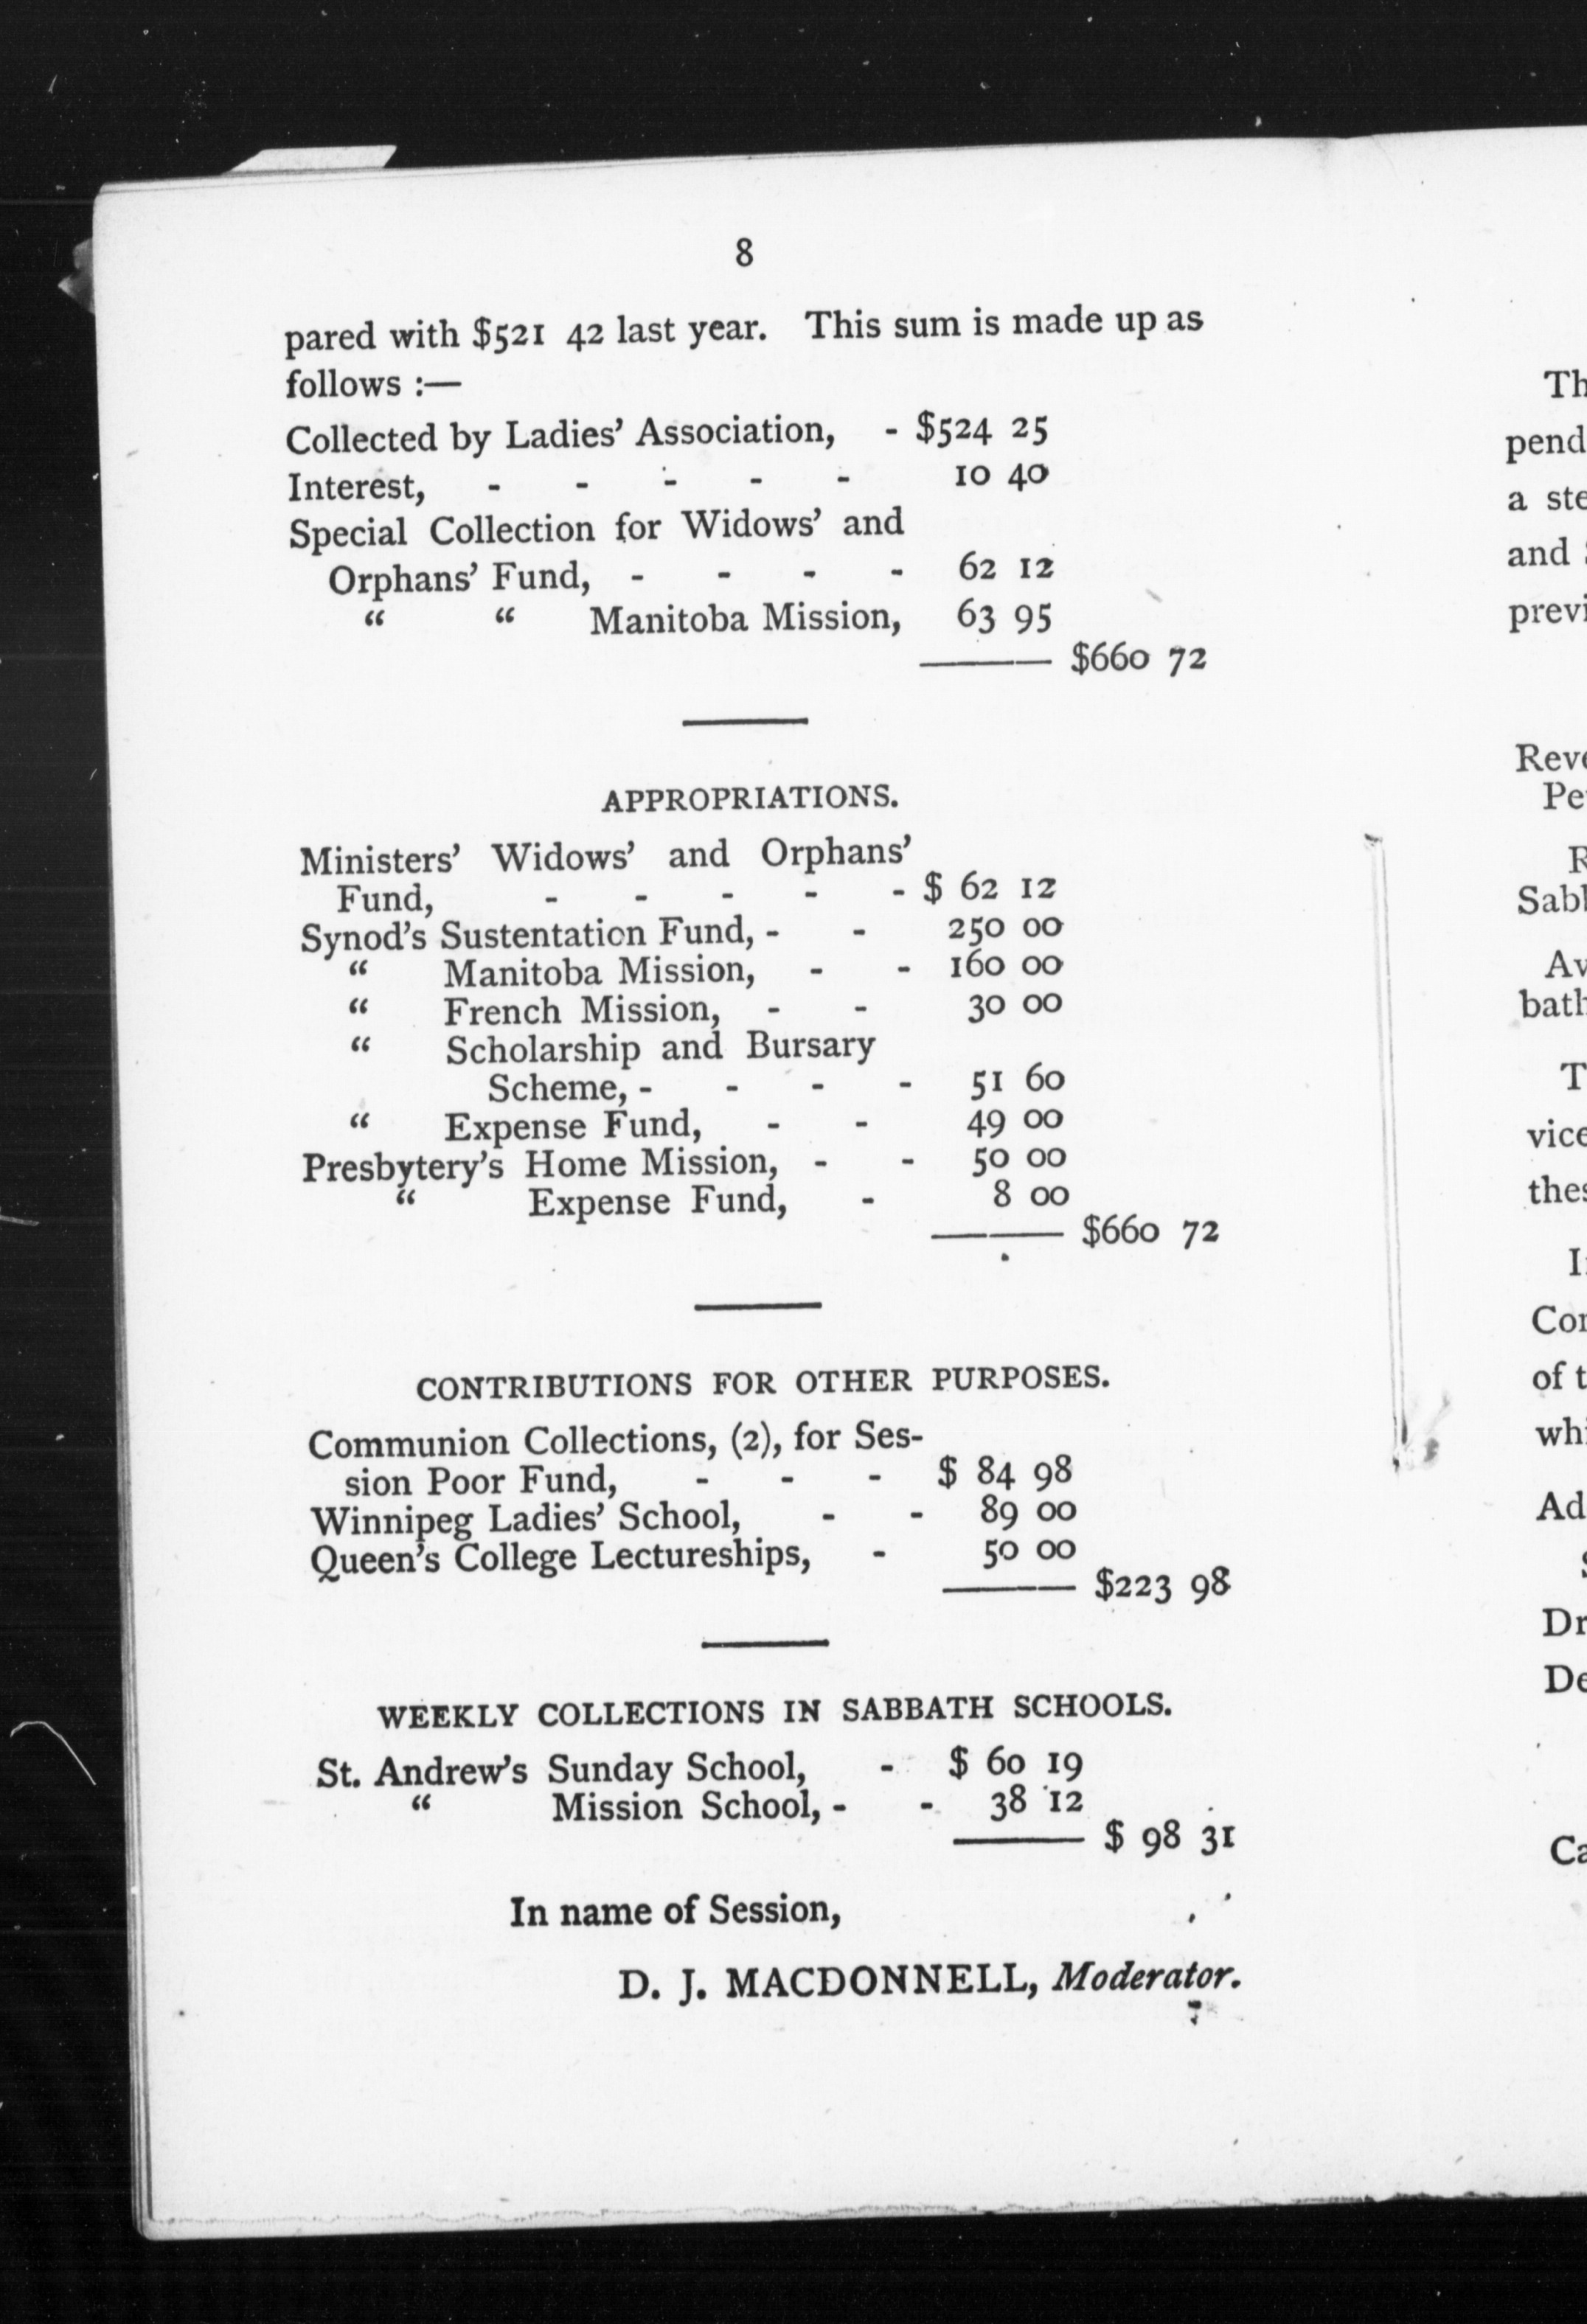 8
pared with $521 42 last year. This sum is made up as
follows :—
Collected by Ladies' Association, - $524 25
Interest, - - - - - 10 40
Special Collection for Widows' and
Orphans' Fund, - - - - 62 12
“ “ Manitoba Mission, 63 95
——— $660 72
APPROPRIATIONS.
Ministers' Widows' and Orphans'
Fund, - - - - - $ 62 12
Synod's Sustentation Fund, - - 250 00
“ Manitoba Mission, - - 160 00
“ French Mission, - - 30 00
“ Scholarship and Bursary
Scheme, - - - - 51 60
“ Expense Fund, - - 49 00
Presbytery's Home Mission, - - 50 00
“ Expense Fund, - 8 00
——— $660 72
CONTRIBUTIONS FOR OTHER PURPOSES.
Communion Collections, (2), for Ses-
sion Poor Fund, - - - $ 84 98
Winnipeg Ladies' School, - - 89 00
Queen's College Lectureships, - 50 00
——— $223 98
WEEKLY COLLECTIONS IN SABBATH SCHOOLS.
St. Andrew's Sunday School, - $ 60 19
“ Mission School, - - 38 12
——— $ 98 31
In name of Session,
D. J. MACDONNELL, Moderator.
a
and